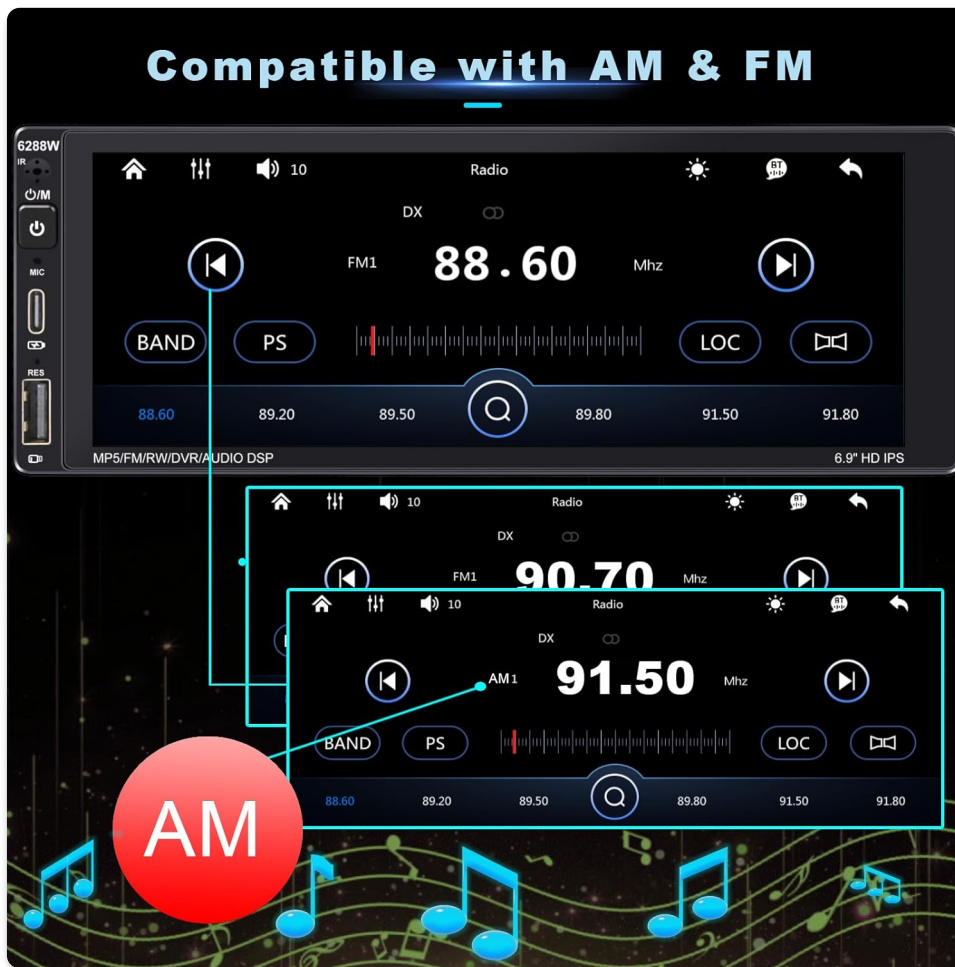 Compatible with AM & FM
6288W
IR
⏻/M
MIC
RES
10 Radio BT
DX
FM1 88.60 Mhz
BAND PS LOC
88.60 89.20 89.50 89.80 91.50 91.80
MP5/FM/RW/DVR/AUDIO DSP 6.9" HD IPS
10 Radio BT
DX
FM1 90.70 Mhz
10 Radio BT
DX
AM1 91.50 Mhz
BAND PS LOC
88.60 89.20 89.50 89.80 91.50 91.80
AM